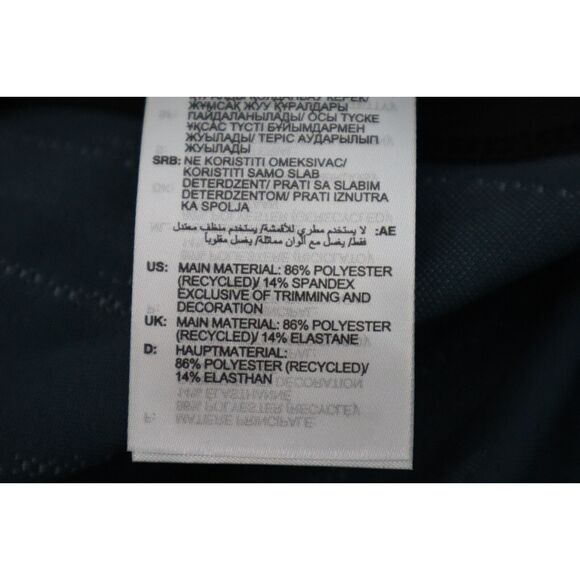 ЖҰМСАҚ ЖУУ ҚҰРАЛДАРЫ
ПАЙДАЛАНЫЛАДЫ/ ОСЫ ТҮСКЕ
ҰҚСАС ТҮСТІ БҰЙЫМДАРМЕН
ЖУЫЛАДЫ/ ТЕРІС АУДАРЫЛЫП
ЖУЫЛАДЫ
SRB: NE KORISTITI OMEKSIVAC/
KORISTITI SAMO SLAB
DETERDZENT/ PRATI SA SLABIM
DETERDZENTOM/ PRATI IZNUTRA
KA SPOLJA
AE: لا يستخدم مطري للأقمشة/يستخدم منظف معتدل
فقط/ يغسل مع ألوان مماثلة/يغسل مقلوباً
US: MAIN MATERIAL: 86% POLYESTER
(RECYCLED)/ 14% SPANDEX
EXCLUSIVE OF TRIMMING AND
DECORATION
UK: MAIN MATERIAL: 86% POLYESTER
(RECYCLED)/ 14% ELASTANE
D: HAUPTMATERIAL:
86% POLYESTER (RECYCLED)/
14% ELASTHAN